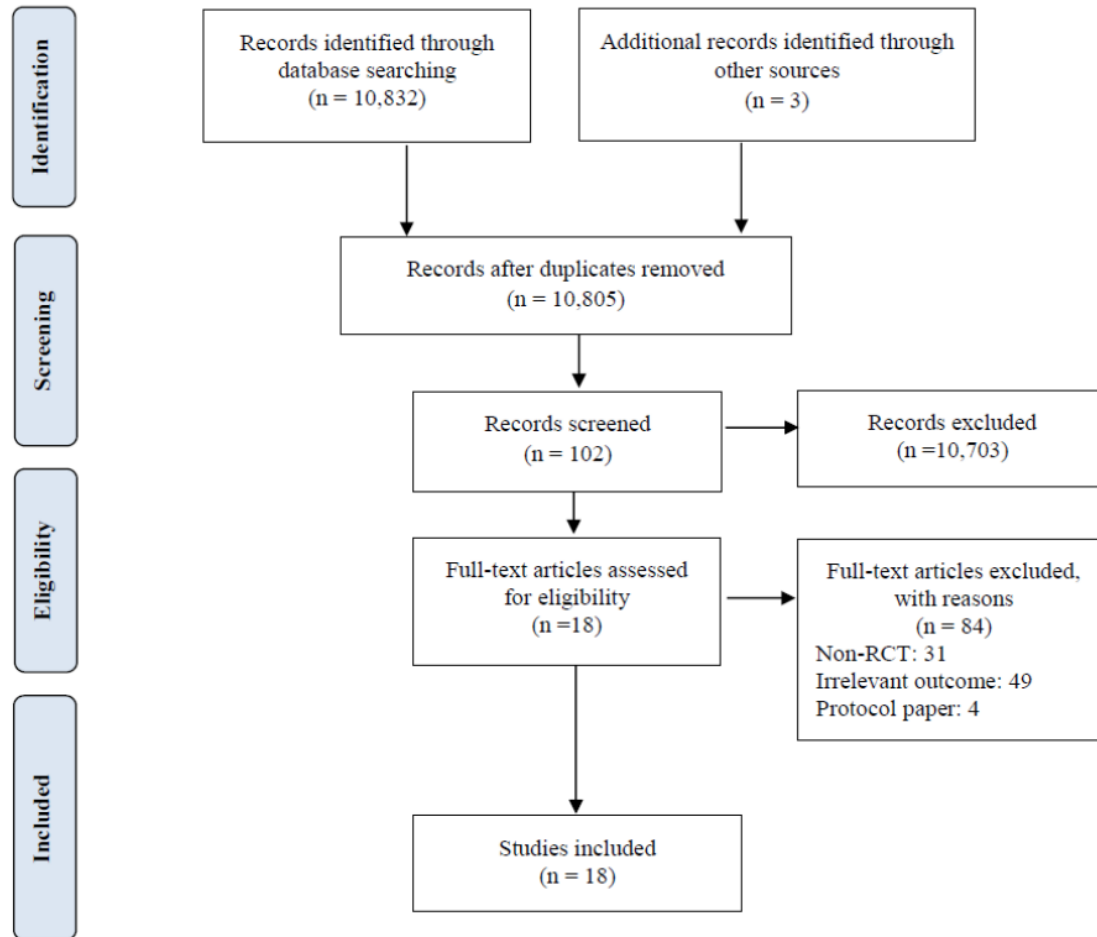 Identification
Records identified through
database searching
(n = 10,832)
Additional records identified through
other sources
(n = 3)
Screening
Records after duplicates removed
(n = 10,805)
Records screened
(n = 102)
Records excluded
(n =10,703)
Eligibility
Full-text articles assessed
for eligibility
(n =18)
Full-text articles excluded,
with reasons
(n = 84)
Non-RCT: 31
Irrelevant outcome: 49
Protocol paper: 4
Included
Studies included
(n = 18)